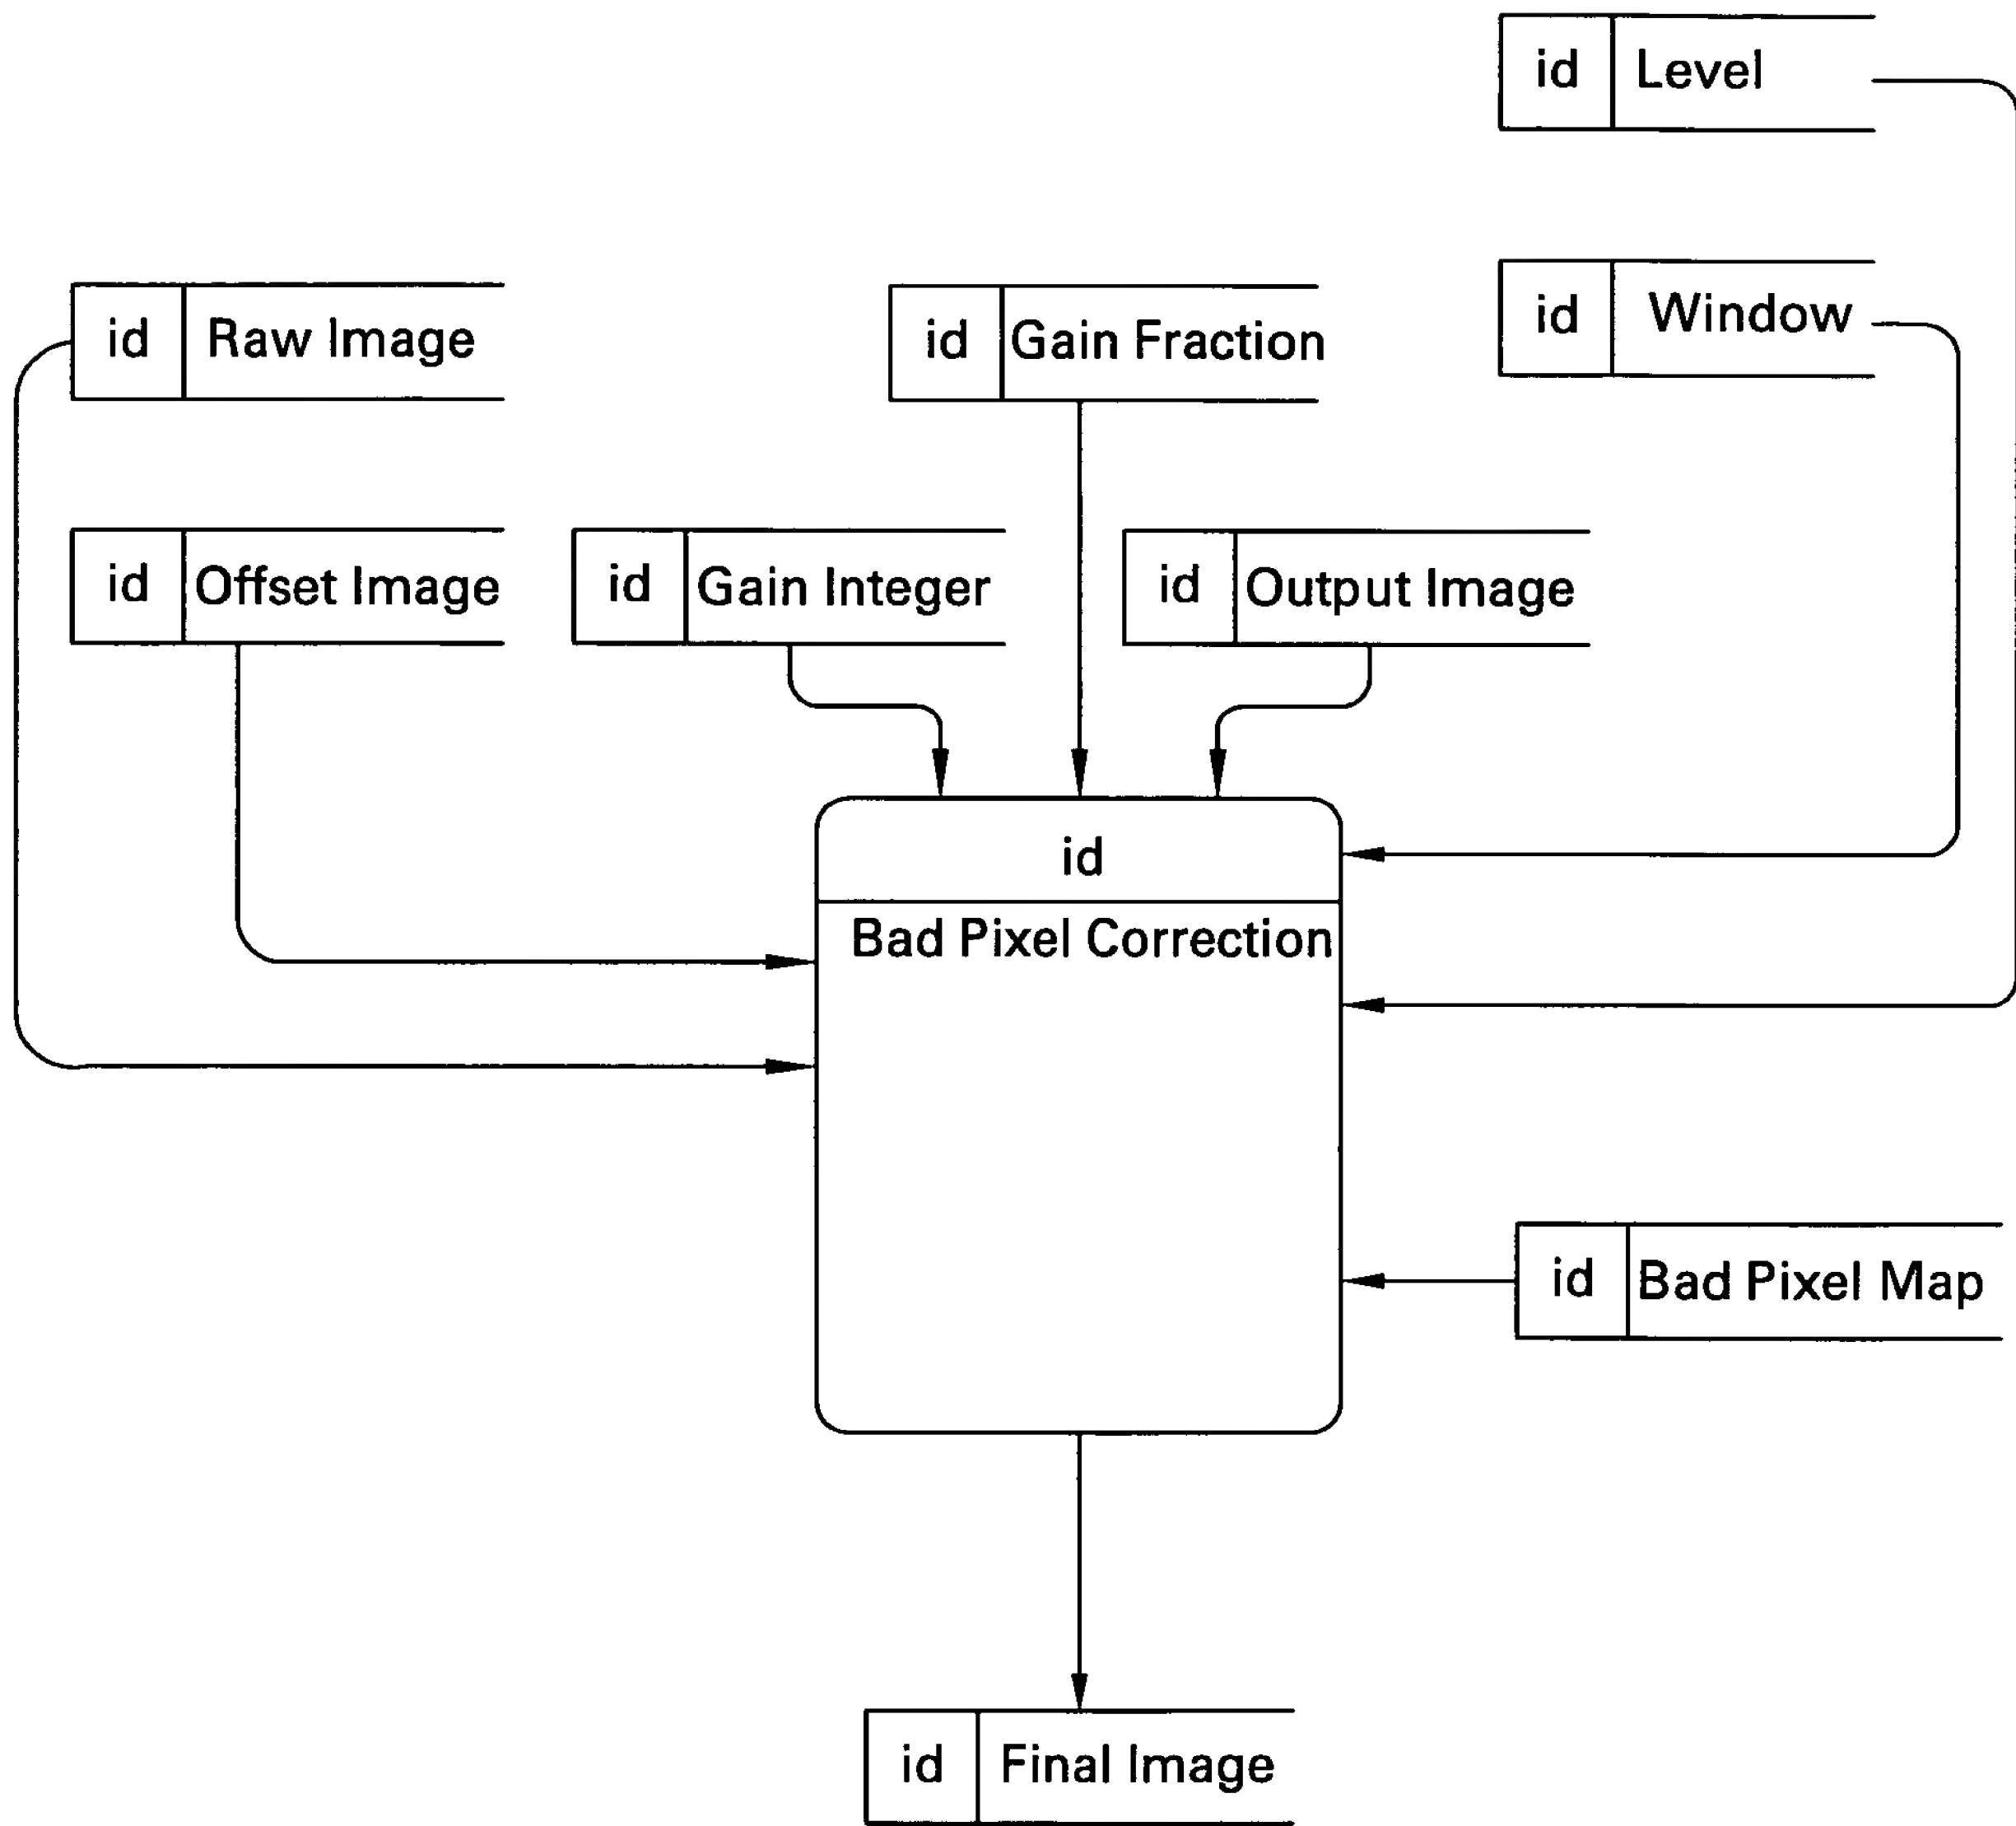 id Level
id Window
id Raw Image
id Gain Fraction
id Offset Image
id Gain Integer
id Output Image
id
Bad Pixel Correction
id Bad Pixel Map
id Final Image